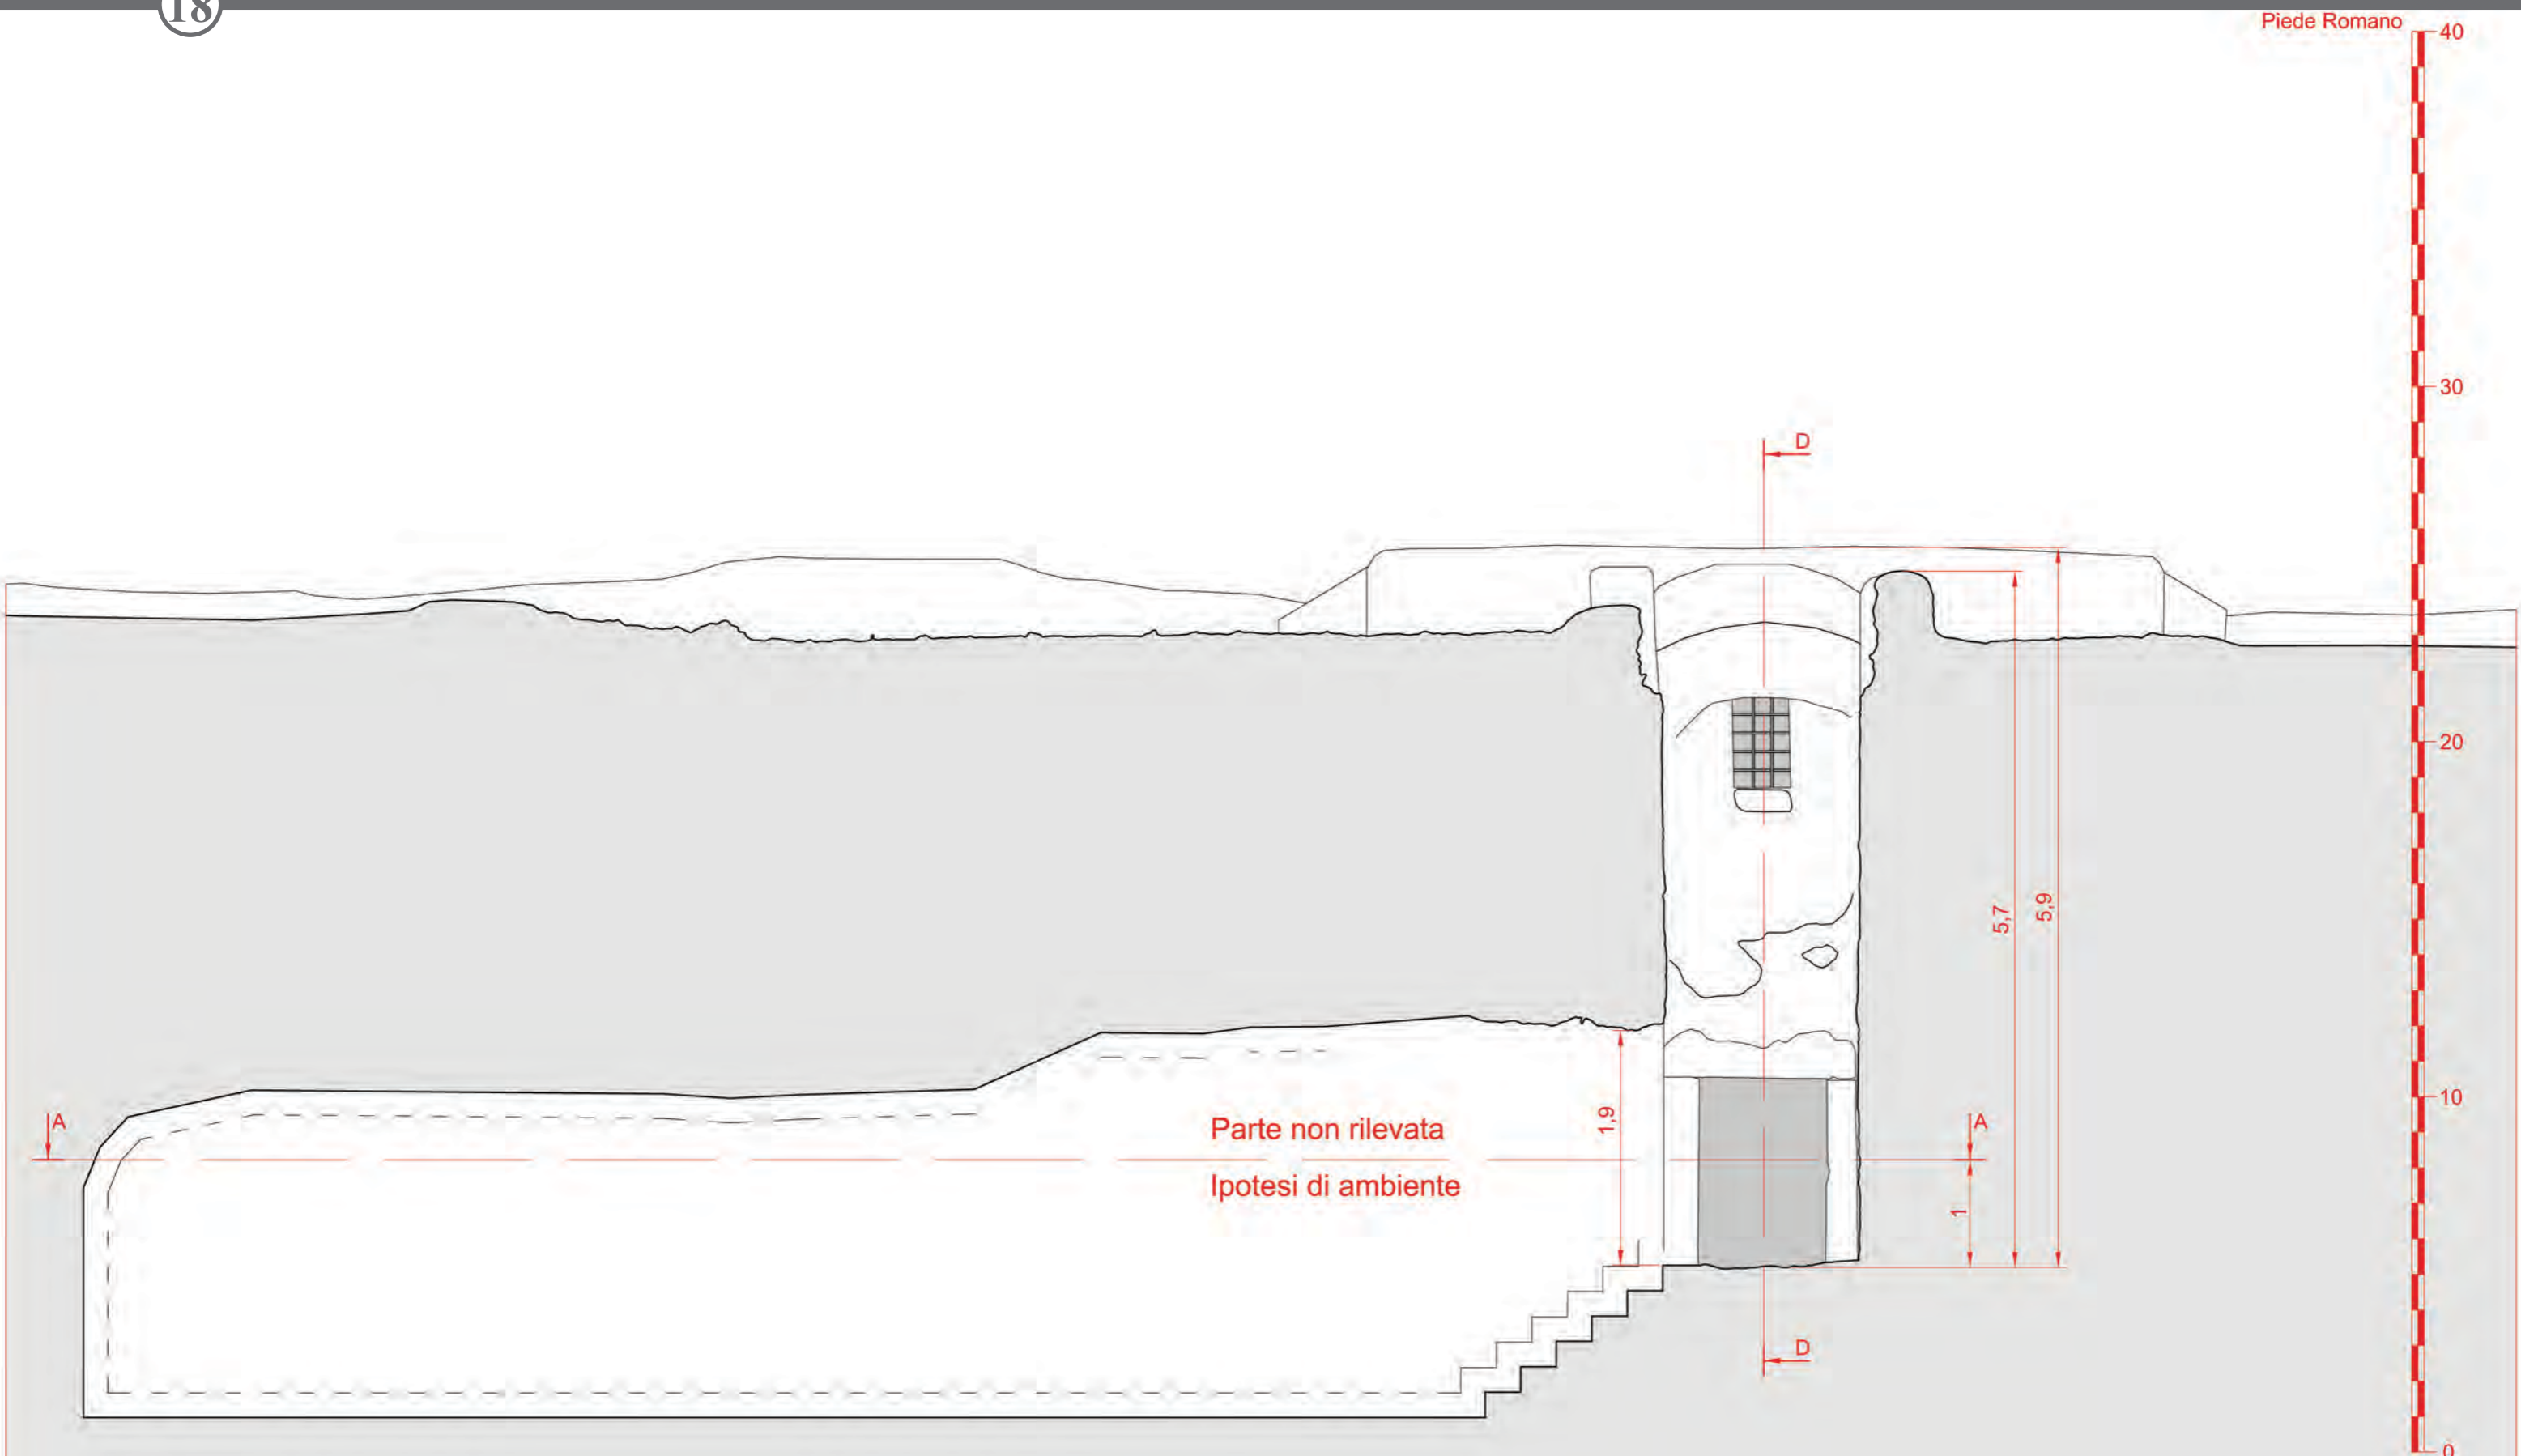 18
Piede Romano
40
30
D
20
5,7
5,9
10
A
A
1,9
Parte non rilevata
Ipotesi di ambiente
1
D
0